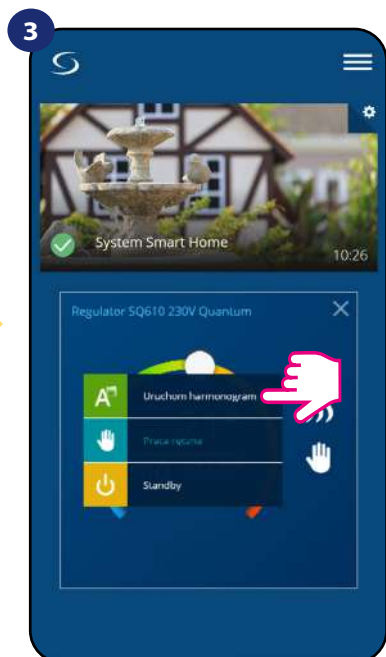 3
System Smart Home
10:26
Regulator SQ610 230V Quantum
Uruchom harmonogram
Praca ręczna
Standby